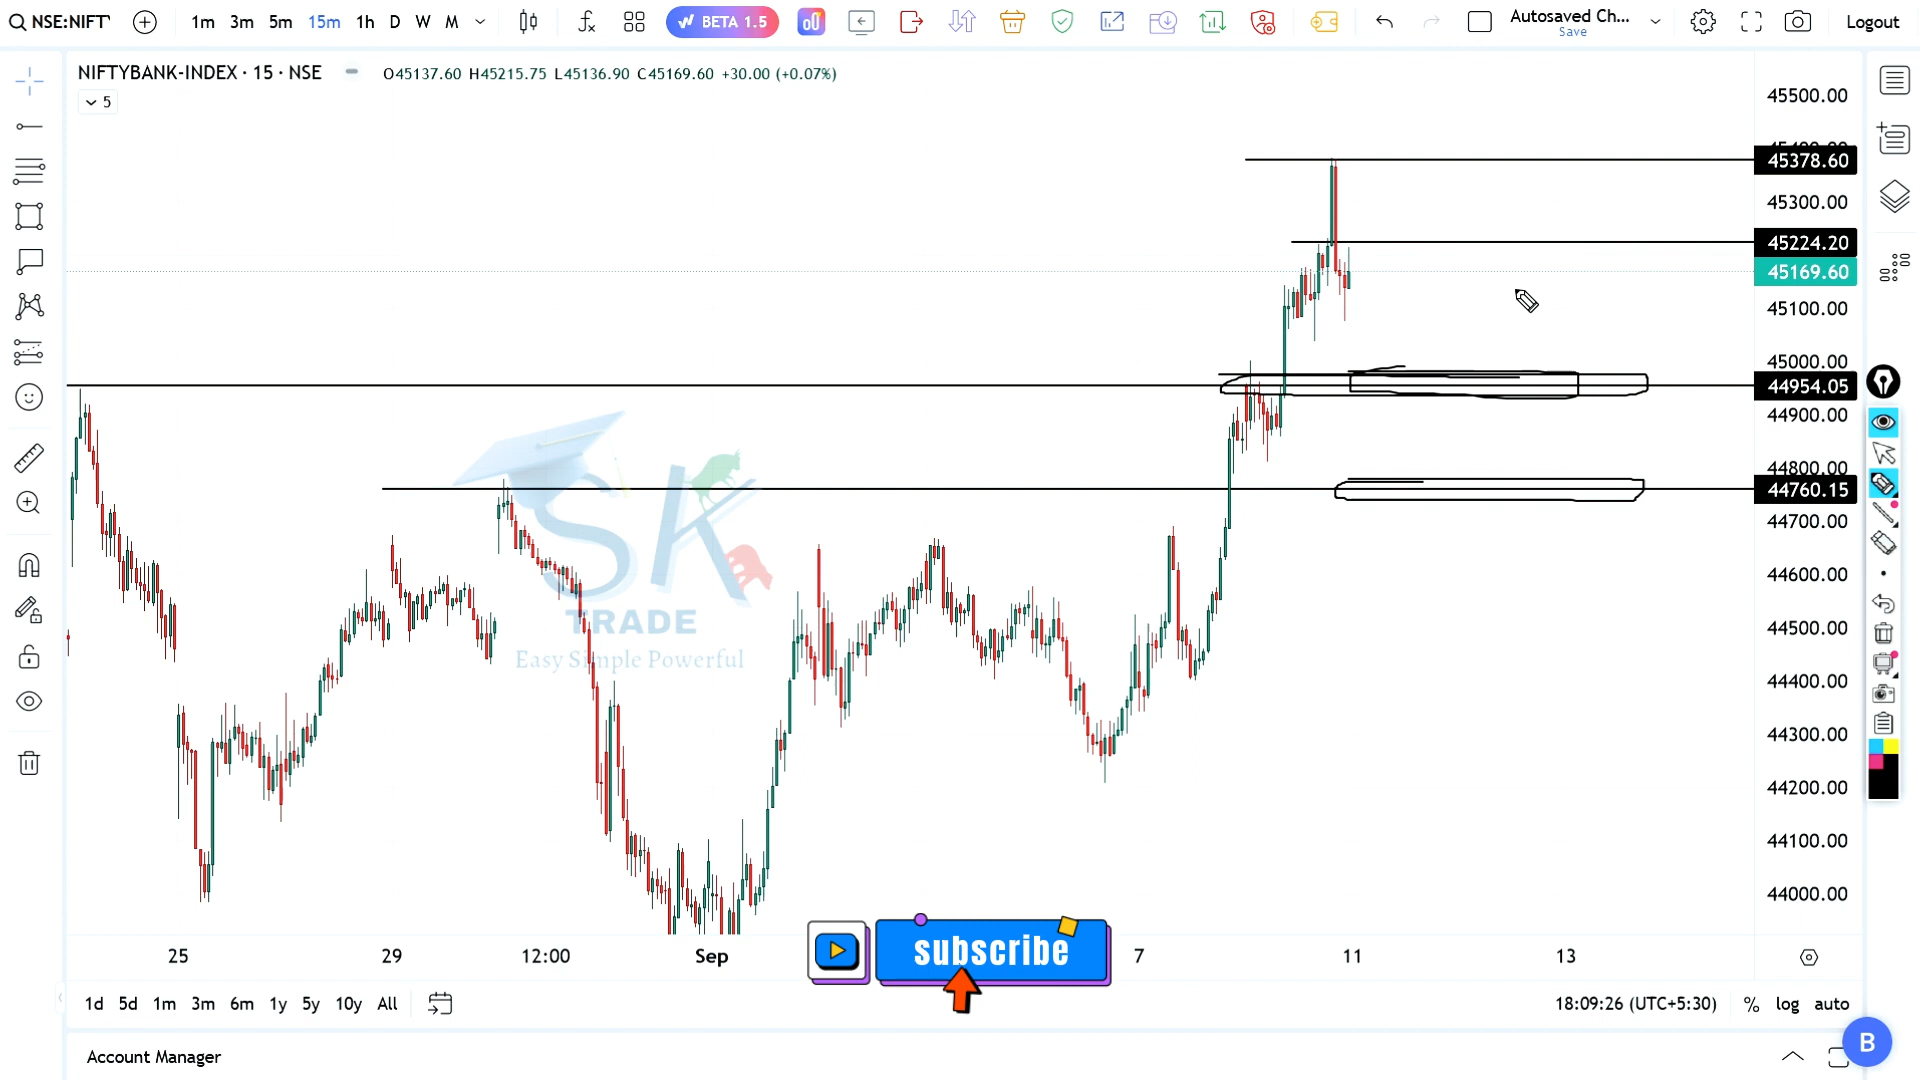 NSE:NIFT
1m 3m 5m 15m 1h D W M
BETA 1.5
Autosaved Ch...
Save
Logout
NIFTYBANK-INDEX · 15 · NSE
O45137.60 H45215.75 L45136.90 C45169.60 +30.00 (+0.07%)
5
45500.00
45378.60
45300.00
45224.20
45169.60
45100.00
45000.00
44954.05
44900.00
44800.00
44760.15
44700.00
44600.00
44500.00
44400.00
44300.00
44200.00
44100.00
44000.00
SK
TRADE
Easy Simple Powerful
subscribe
25 29 12:00 Sep 7 11 13
1d 5d 1m 3m 6m 1y 5y 10y All
18:09:26 (UTC+5:30) % log auto
Account Manager
B